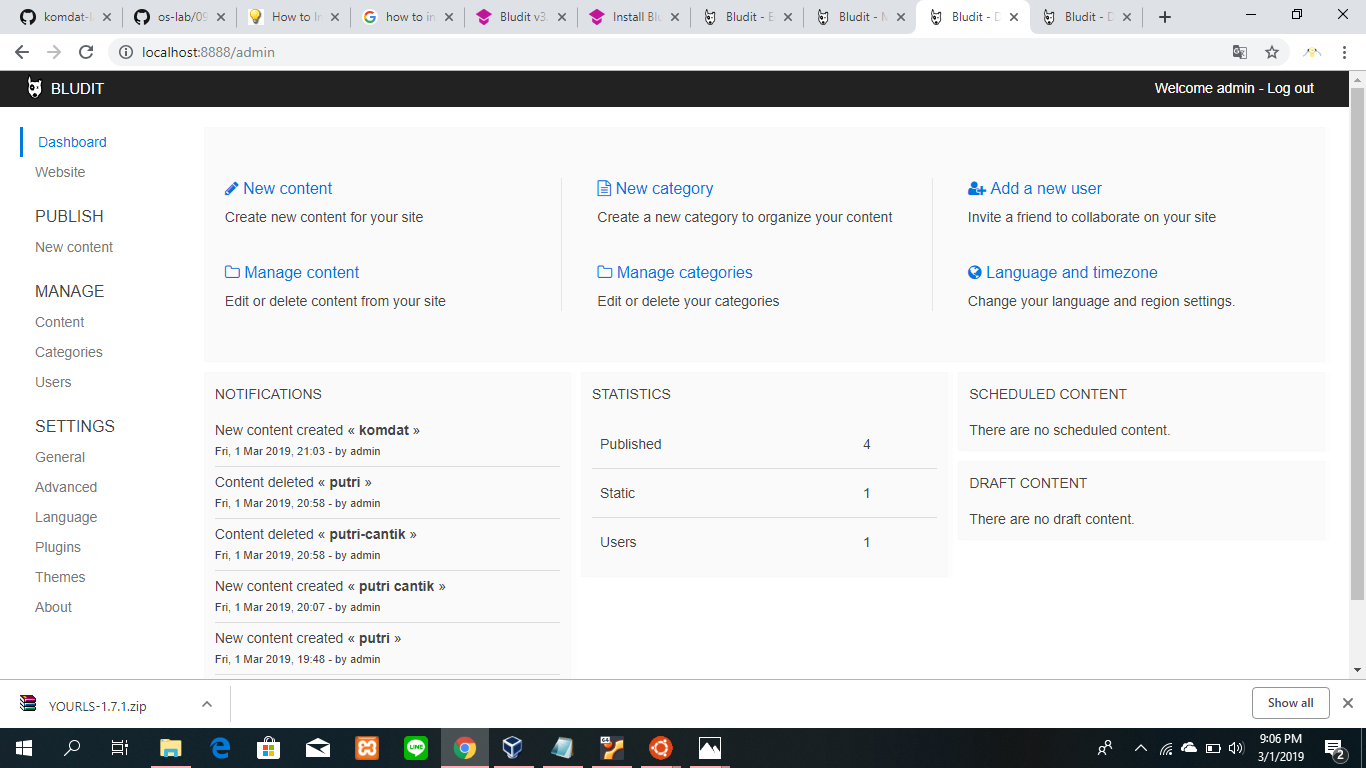 komdat-l
os-lab/09
How to In
how to in
Bludit v3.
Install Blu
Bludit - E
Bludit - M
Bludit - D
Bludit - D
localhost:8888/admin
BLUDIT
Welcome admin - Log out
Dashboard
Website
PUBLISH
New content
MANAGE
Content
Categories
Users
SETTINGS
General
Advanced
Language
Plugins
Themes
About
New content
Create new content for your site
New category
Create a new category to organize your content
Add a new user
Invite a friend to collaborate on your site
Manage content
Edit or delete content from your site
Manage categories
Edit or delete your categories
Language and timezone
Change your language and region settings.
NOTIFICATIONS
New content created « komdat »
Fri, 1 Mar 2019, 21:03 - by admin
Content deleted « putri »
Fri, 1 Mar 2019, 20:58 - by admin
Content deleted « putri-cantik »
Fri, 1 Mar 2019, 20:58 - by admin
New content created « putri cantik »
Fri, 1 Mar 2019, 20:07 - by admin
New content created « putri »
Fri, 1 Mar 2019, 19:48 - by admin
STATISTICS
Published 4
Static 1
Users 1
SCHEDULED CONTENT
There are no scheduled content.
DRAFT CONTENT
There are no draft content.
YOURLS-1.7.1.zip
Show all
LINE
9:06 PM
3/1/2019
2